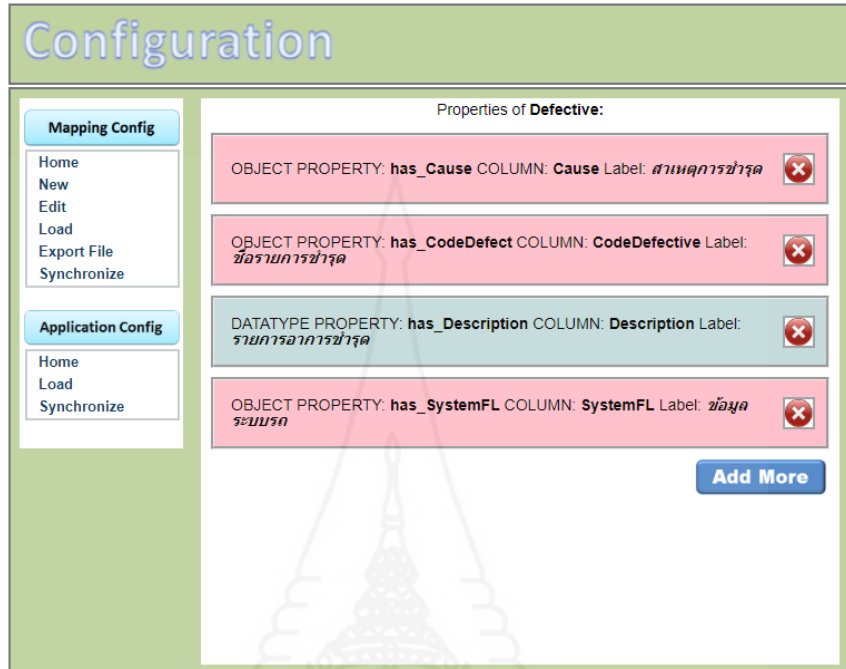 Configuration
Mapping Config
Home
New
Edit
Load
Export File
Synchronize
Application Config
Home
Load
Synchronize
Properties of Defective:
OBJECT PROPERTY: has_Cause COLUMN: Cause Label: สาเหตุการชำรุด
OBJECT PROPERTY: has_CodeDefect COLUMN: CodeDefective Label:
ชื่อรายการชำรุด
DATATYPE PROPERTY: has_Description COLUMN: Description Label:
รายการอาการชำรุด
OBJECT PROPERTY: has_SystemFL COLUMN: SystemFL Label: ข้อมูล
ระบบรถ
Add More